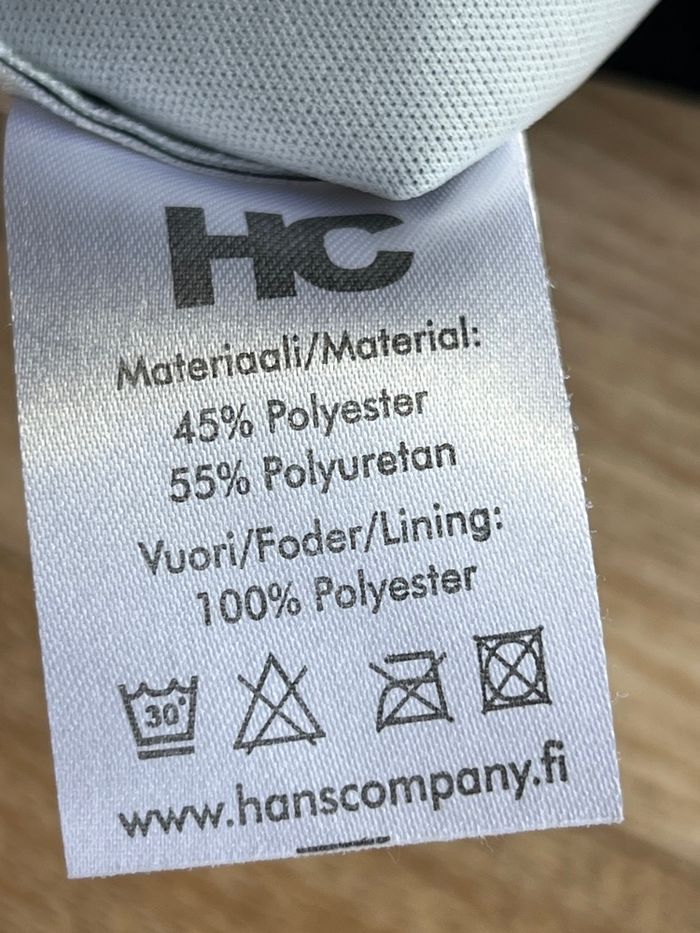 HC
Materiaali/Material:
45% Polyester
55% Polyuretan
Vuori/Foder/Lining:
100% Polyester
30°
www.hanscompany.fi